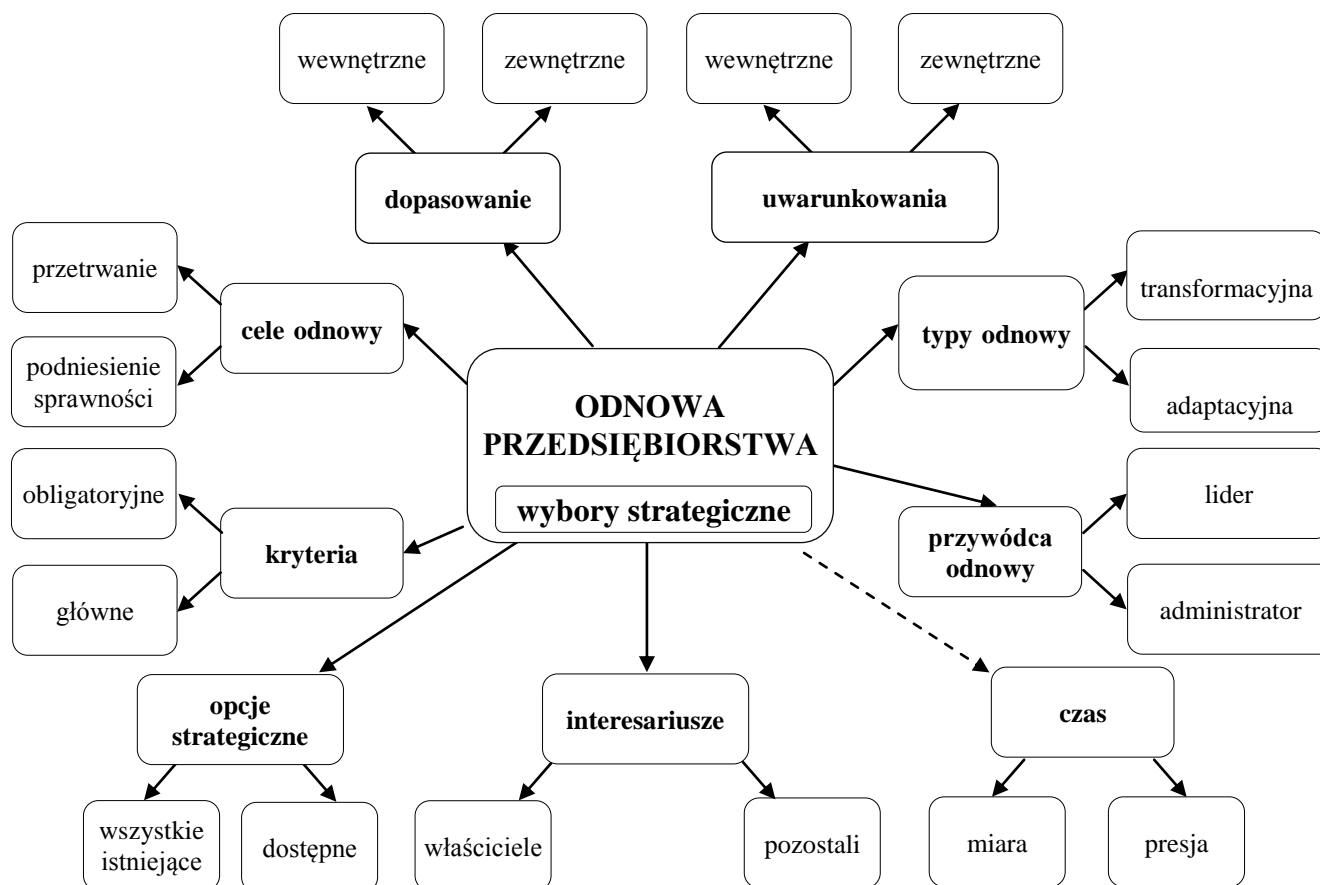 wewnętrzne
zewnętrzne
wewnętrzne
zewnętrzne
dopasowanie
uwarunkowania
przetrwanie
podniesienie
sprawności
cele odnowy
typy odnowy
transformacyjna
adaptacyjna
ODNOWA
PRZEDSIĘBIORSTWA
wybory strategiczne
obligatoryjne
główne
kryteria
przywódca
odnowy
lider
administrator
opcje
strategiczne
interesariusze
czas
wszystkie
istniejące
dostępne
właściciele
pozostali
miara
presja